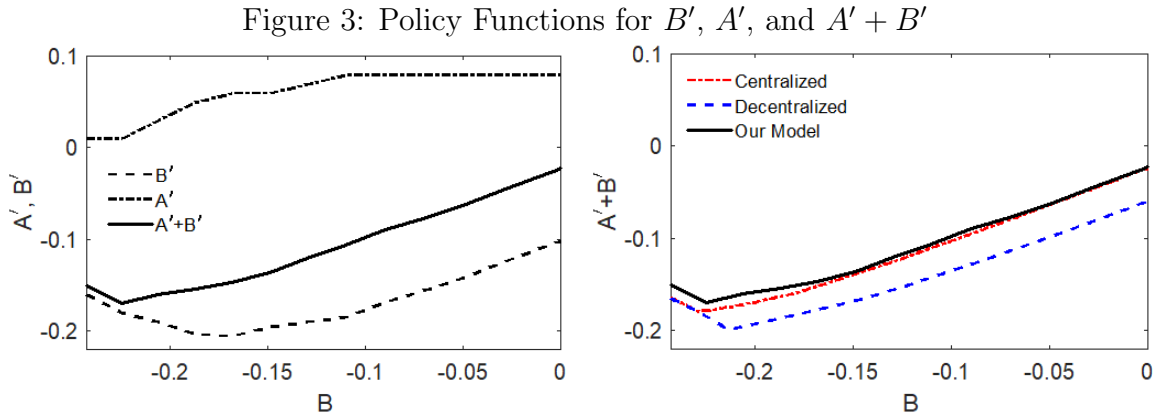 Figure 3: Policy Functions for B′, A′, and A′ + B′
0.1
0
-0.1
-0.2
A′, B′
B′
A′
A′+B′
-0.2
-0.15
-0.1
-0.05
0
B
0.1
0
-0.1
-0.2
A′+B′
Centralized
Decentralized
Our Model
-0.2
-0.15
-0.1
-0.05
0
B